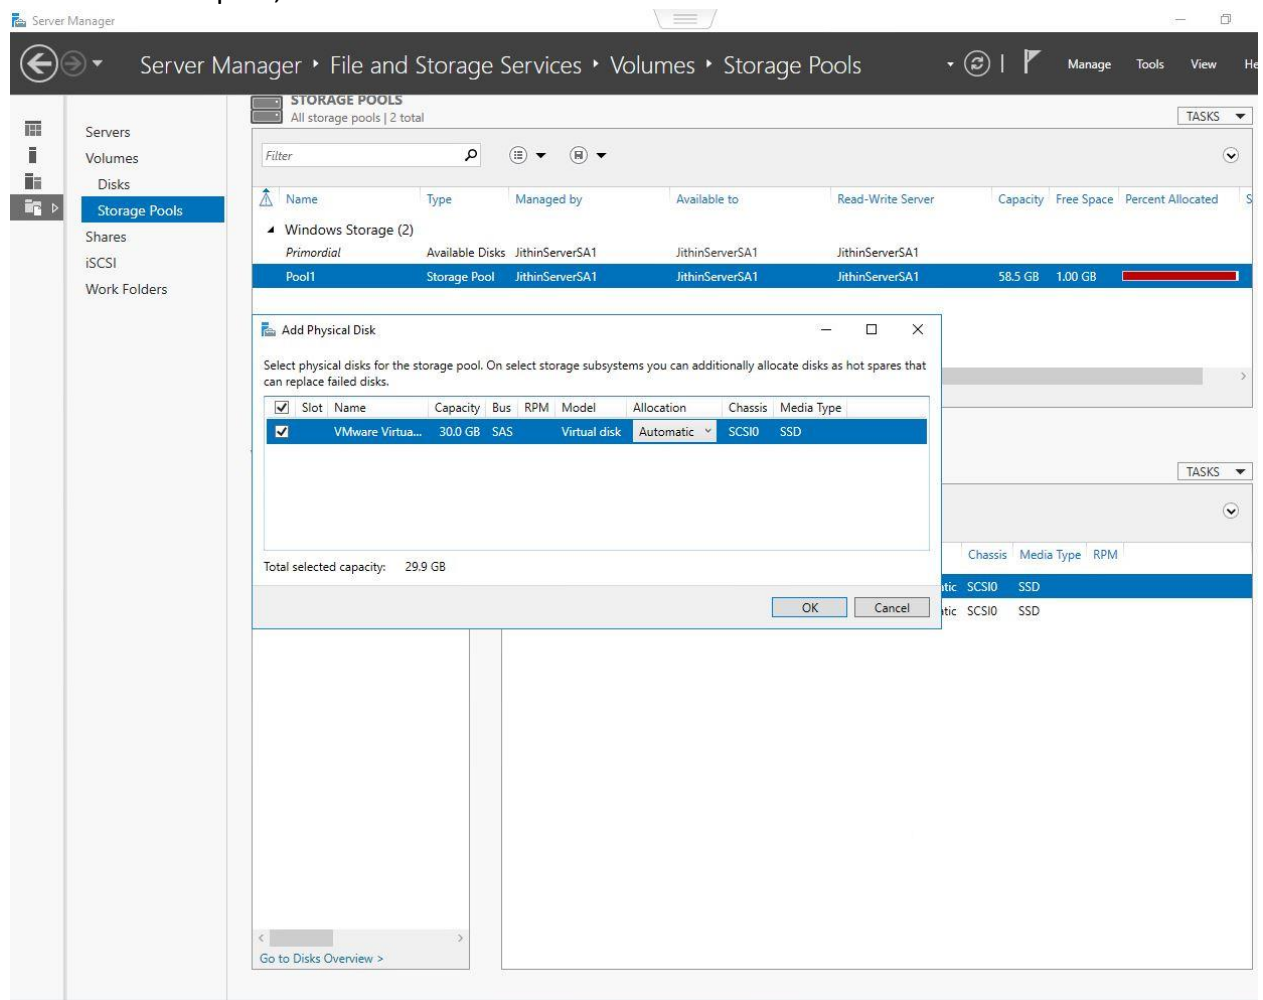 Server Manager
Server Manager ‣ File and Storage Services ‣ Volumes ‣ Storage Pools
Manage Tools View
Servers
Volumes
Disks
Storage Pools
Shares
iSCSI
Work Folders
STORAGE POOLS
All storage pools | 2 total
TASKS
Filter
Name Type Managed by Available to Read-Write Server Capacity Free Space Percent Allocated S
Windows Storage (2)
Primordial Available Disks JithinServerSA1 JithinServerSA1 JithinServerSA1
Pool1 Storage Pool JithinServerSA1 JithinServerSA1 JithinServerSA1 58.5 GB 1.00 GB
Add Physical Disk
Select physical disks for the storage pool. On select storage subsystems you can additionally allocate disks as hot spares that
can replace failed disks.
Slot Name Capacity Bus RPM Model Allocation Chassis Media Type
VMware Virtua... 30.0 GB SAS Virtual disk Automatic SCSI0 SSD
Total selected capacity: 29.9 GB
OK Cancel
TASKS
Chassis Media Type RPM
tic SCSI0 SSD
tic SCSI0 SSD
Go to Disks Overview >